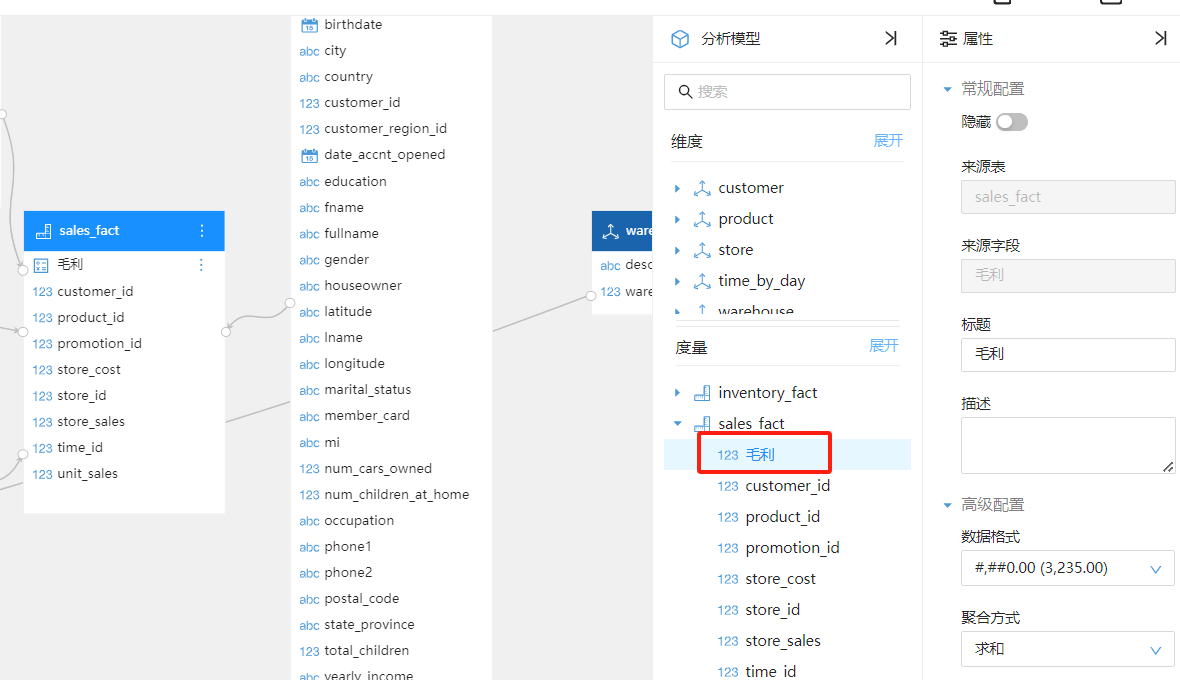 sales_fact
毛利
123 customer_id
123 product_id
123 promotion_id
123 store_cost
123 store_id
123 store_sales
123 time_id
123 unit_sales
15 birthdate
abc city
abc country
123 customer_id
123 customer_region_id
15 date_accnt_opened
abc education
abc fname
abc fullname
abc gender
abc houseowner
abc latitude
abc lname
abc longitude
abc marital_status
abc member_card
abc mi
123 num_cars_owned
123 num_children_at_home
abc occupation
abc phone1
abc phone2
abc postal_code
abc state_province
123 total_children
abc yearly_income
ware
abc desc
123 ware
分析模型
搜索
维度 展开
customer
product
store
time_by_day
warehouse
度量 展开
inventory_fact
sales_fact
123 毛利
123 customer_id
123 product_id
123 promotion_id
123 store_cost
123 store_id
123 store_sales
123 time_id
属性
常规配置
隐藏
来源表
sales_fact
来源字段
毛利
标题
毛利
描述
高级配置
数据格式
#,##0.00 (3,235.00)
聚合方式
求和